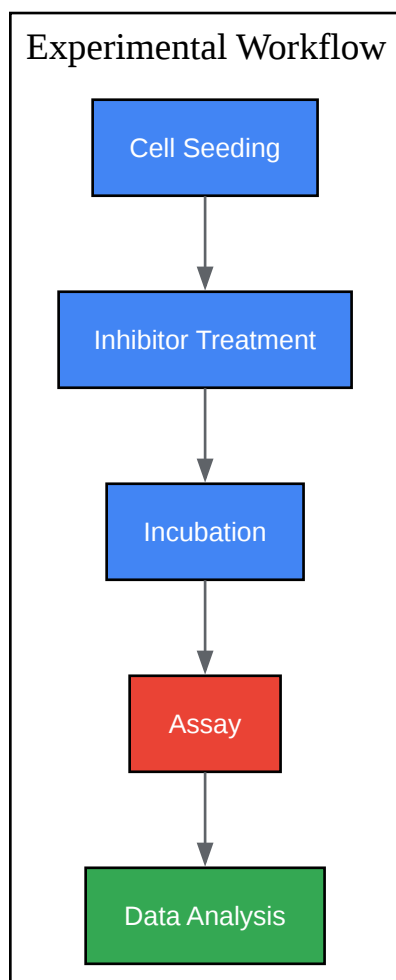 Experimental Workflow
Cell Seeding
Inhibitor Treatment
Incubation
Assay
Data Analysis